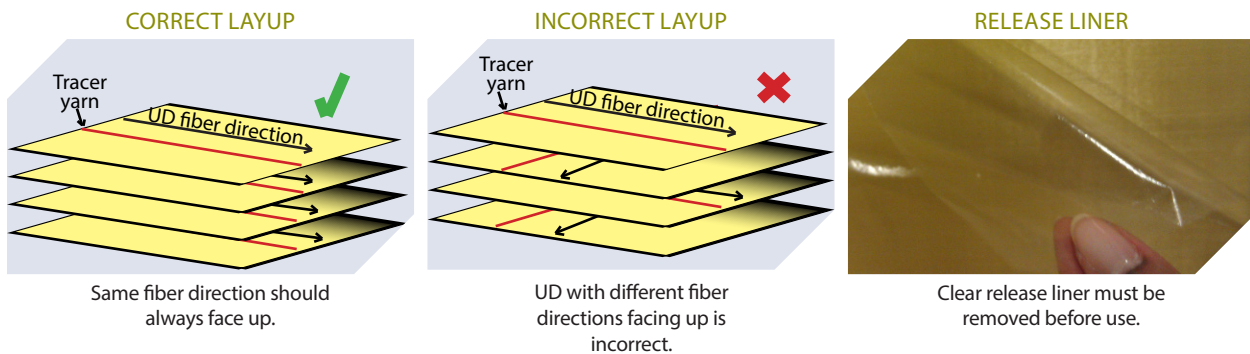 CORRECT LAYUP
Tracer
yarn
UD fiber direction
Same fiber direction should
always face up.
INCORRECT LAYUP
Tracer
yarn
UD fiber direction
UD with different fiber
directions facing up is
incorrect.
RELEASE LINER
Clear release liner must be
removed before use.